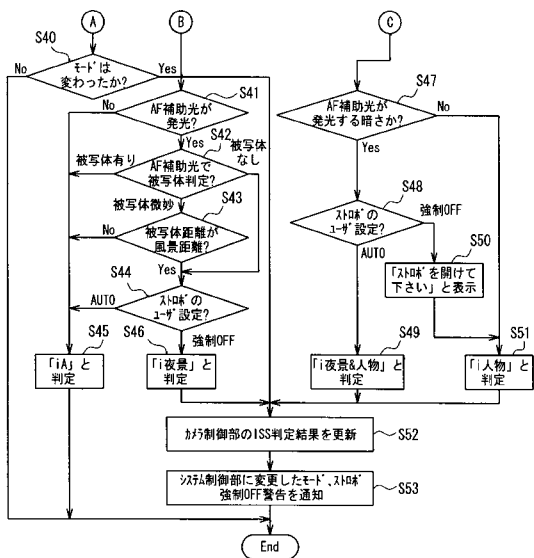 A
B
C
S40
ﾓｰﾄﾞは
変わったか?
No
Yes
S41
AF補助光が
発光?
No
Yes
S42
AF補助光で
被写体判定?
被写体有り
被写体
なし
被写体微妙
S43
被写体距離が
風景距離?
No
Yes
S44
ｽﾄﾛﾎﾞの
ﾕｰｻﾞ設定?
AUTO
強制OFF
S45
「iA」と
判定
S46
「i夜景」と
判定
S47
AF補助光が
発光する暗さか?
No
Yes
S48
ｽﾄﾛﾎﾞの
ﾕｰｻﾞ設定?
強制OFF
AUTO
S50
「ｽﾄﾛﾎﾞを開けて
下さい」と表示
S49
「i夜景&人物」と
判定
S51
「i人物」と
判定
ｶﾒﾗ制御部のISS判定結果を更新
S52
ｼｽﾃﾑ制御部に変更したﾓｰﾄﾞ､ｽﾄﾛﾎﾞ
強制OFF警告を通知
S53
End